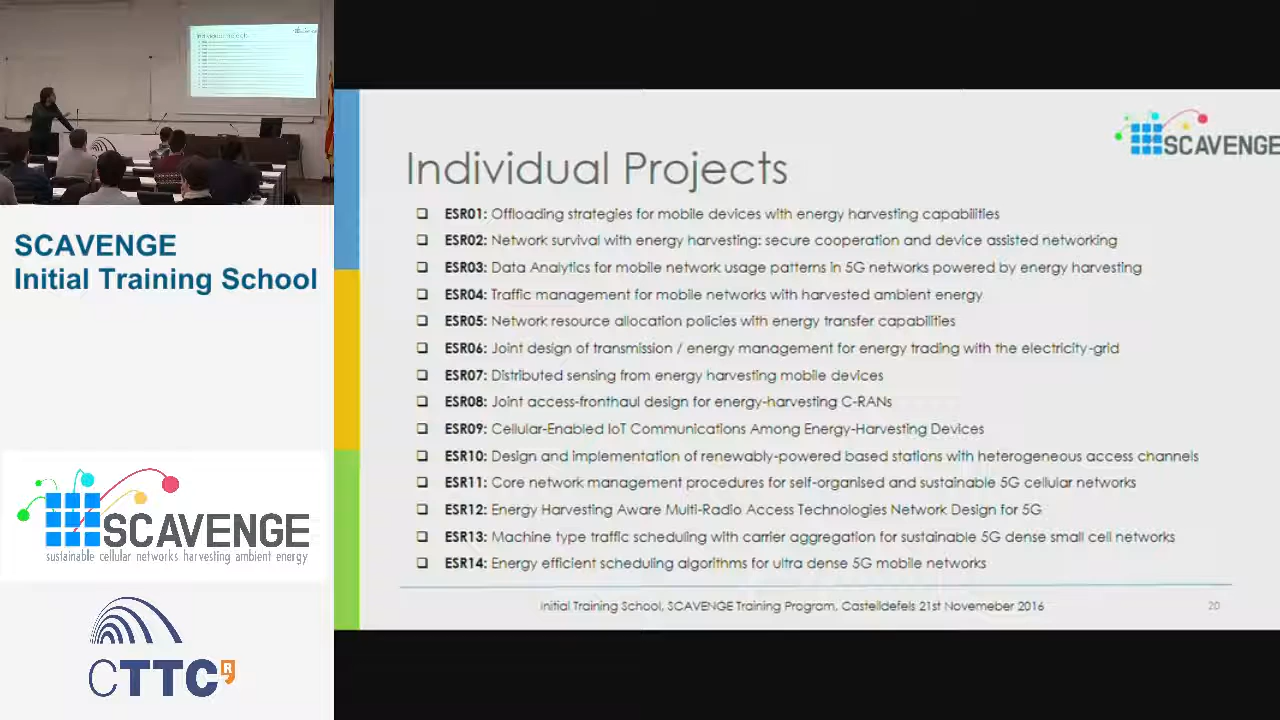 Individual Projects
SCAVENGE
Initial Training School
SCAVENGE
sustainable cellular networks harvesting ambient energy
CTTC
R
SCAVENGE
Individual Projects
ESR01: Offloading strategies for mobile devices with energy harvesting capabilities
ESR02: Network survival with energy harvesting: secure cooperation and device assisted networking
ESR03: Data Analytics for mobile network usage patterns in 5G networks powered by energy harvesting
ESR04: Traffic management for mobile networks with harvested ambient energy
ESR05: Network resource allocation policies with energy transfer capabilities
ESR06: Joint design of transmission / energy management for energy trading with the electricity-grid
ESR07: Distributed sensing from energy harvesting mobile devices
ESR08: Joint access-fronthaul design for energy-harvesting C-RANs
ESR09: Cellular-Enabled IoT Communications Among Energy-Harvesting Devices
ESR10: Design and implementation of renewably-powered based stations with heterogeneous access channels
ESR11: Core network management procedures for self-organised and sustainable 5G cellular networks
ESR12: Energy Harvesting Aware Multi-Radio Access Technologies Network Design for 5G
ESR13: Machine type traffic scheduling with carrier aggregation for sustainable 5G dense small cell networks
ESR14: Energy efficient scheduling algorithms for ultra dense 5G mobile networks
Initial Training School, SCAVENGE Training Program, Castelldefels 21st Novemeber 2016
20